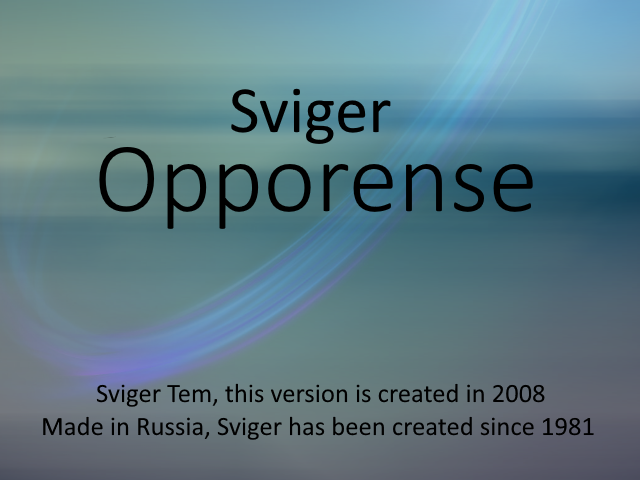 Sviger
Opporense
Sviger Tem, this version is created in 2008
Made in Russia, Sviger has been created since 1981